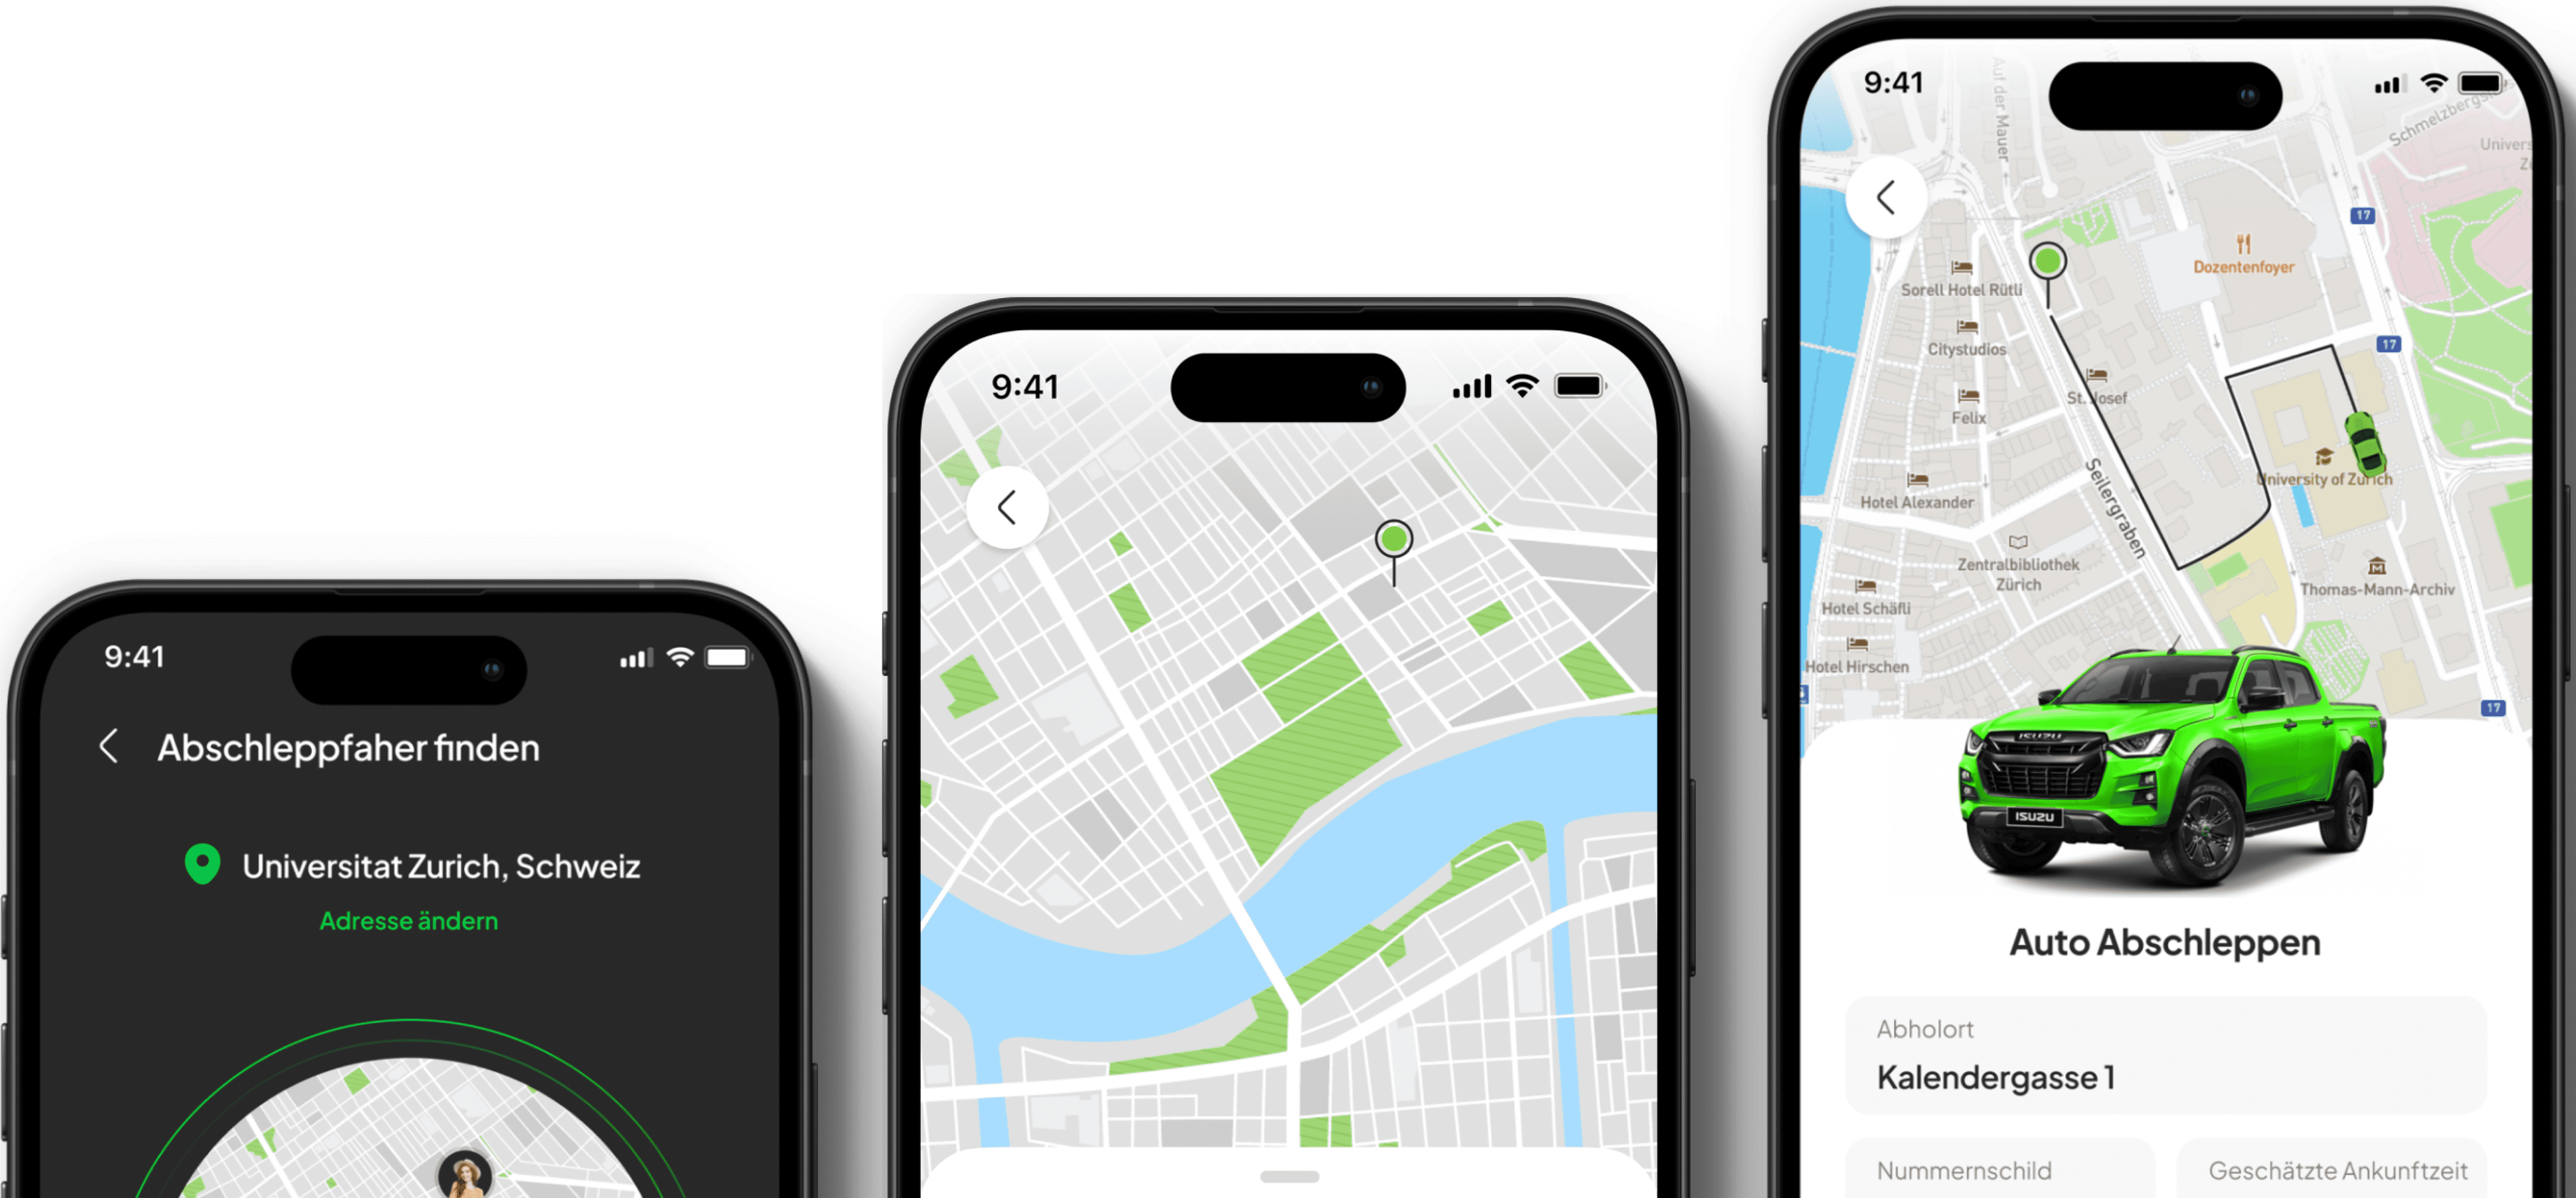 9:41
Abschleppfaher finden
Universitat Zurich, Schweiz
Adresse ändern
9:41
9:41
Auf der Mauer
Schmelzbergs
Univers
17
Dozentenfoyer
Sorell Hotel Rütli
17
Citystudios
St. Josef
Felix
University of Zurich
Hotel Alexander
Seilergraben
Zentralbibliothek
Zürich
Thomas-Mann-Archiv
Hotel Schäfli
Hotel Hirschen
17
ISUZU
ISUZU
Auto Abschleppen
Abholort
Kalendergasse 1
Nummernschild
Geschätzte Ankunftzeit